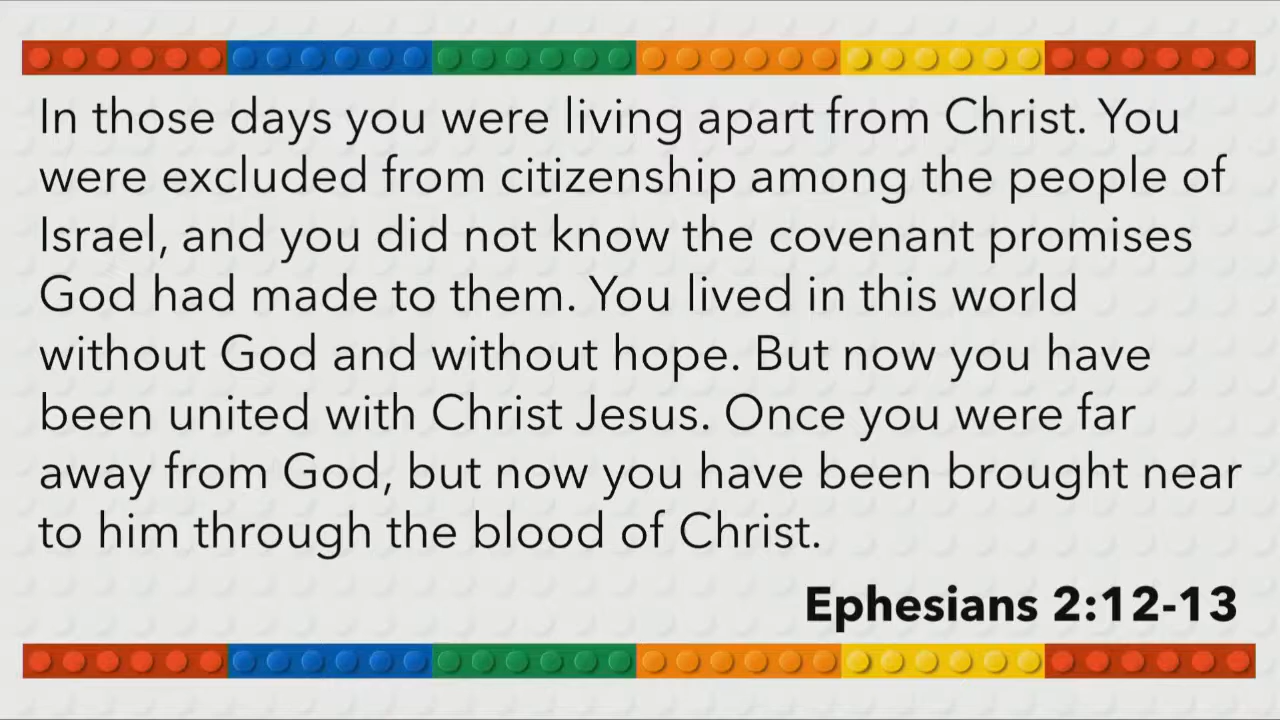 In those days you were living apart from Christ. You
were excluded from citizenship among the people of
Israel, and you did not know the covenant promises
God had made to them. You lived in this world
without God and without hope. But now you have
been united with Christ Jesus. Once you were far
away from God, but now you have been brought near
to him through the blood of Christ.
Ephesians 2:12-13